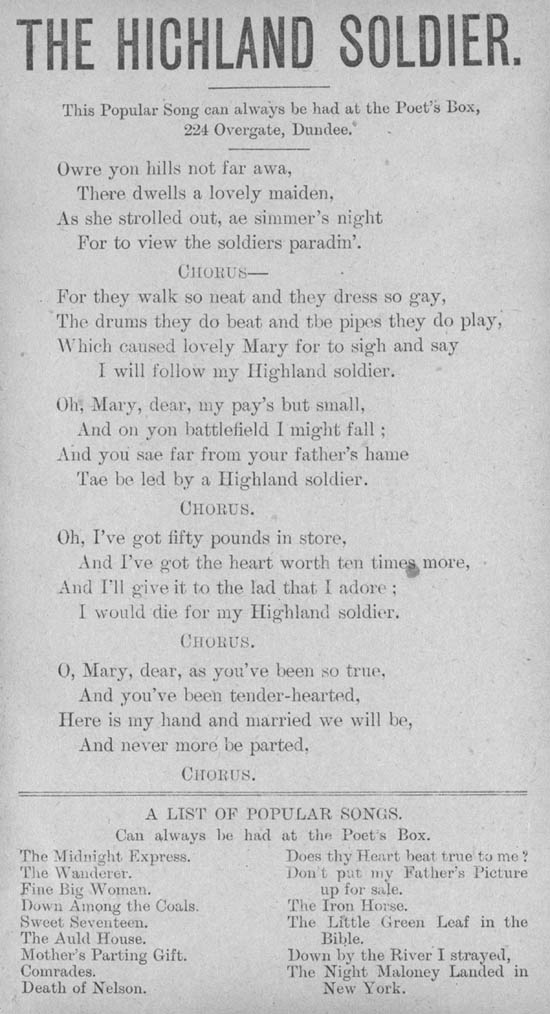 THE HIGHLAND SOLDIER.
This Popular Song can always be had at the Poet's Box,
224 Overgate, Dundee.
Owre yon hills not far awa,
There dwells a lovely maiden,
As she strolled out, ae simmer's night
For to view the soldiers paradin'.
CHORUS—
For they walk so neat and they dress so gay,
The drums they do beat and tbe pipes they do play,
Which caused lovely Mary for to sigh and say
I will follow my Highland soldier.
Oh, Mary, dear, my pay's but small,
And on yon battlefield I might fall ;
And you sae far from your father's hame
Tae be led by a Highland soldier.
CHORUS.
Oh, I've got fifty pounds in store,
And I've got the heart worth ten times more,
And I'll give it to the lad that I adore ;
I would die for my Highland soldier.
CHORUS.
O, Mary, dear, as you've been so true,
And you've been tender-hearted,
Here is my hand and married we will be,
And never more be parted,
CHORUS.
A LIST OF POPULAR SONGS.
Can always be had at the Poet's Box.
The Midnight Express.
The Wanderer.
Fine Big Woman.
Down Among the Coals.
Sweet Seventeen.
The Auld House.
Mother's Parting Gift.
Comrades.
Death of Nelson.
Does thy Heart beat true to me ?
Don't put my Father's Picture
up for sale.
The Iron Horse.
The Little Green Leaf in the
Bible.
Down by the River I strayed,
The Night Maloney Landed in
New York.